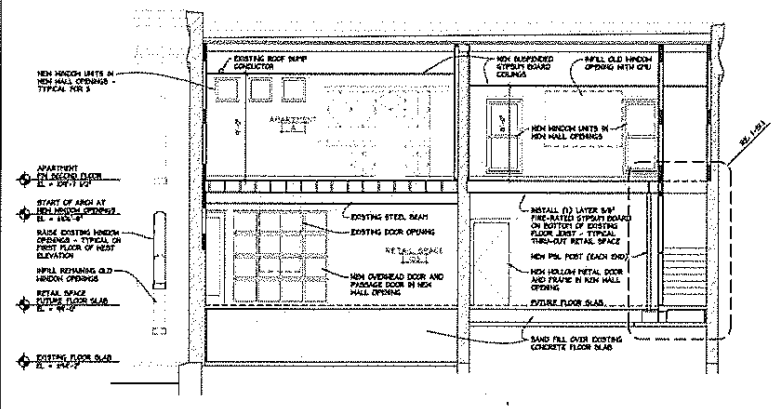 EXISTING ROOF SUMP
CONDUCTOR
NEW SUSPENDED
GYPSUM BOARD
CEILINGS
INFILL OLD WINDOW
OPENING WITH CMU
NEW WINDOW UNITS IN
NEW WALL OPENINGS -
TYPICAL FOR 3
APARTMENT
NEW WINDOW UNITS IN
NEW WALL OPENINGS
APARTMENT
FIN SECOND FLOOR
START OF ARCH AT
NEW WINDOW OPENINGS
RAISE EXISTING WINDOW
OPENINGS - TYPICAL ON
FIRST FLOOR OF WEST
ELEVATION
INFILL REMAINING OLD
WINDOW OPENINGS
RETAIL SPACE
FUTURE FLOOR SLAB
EXISTING FLOOR SLAB
EXISTING STEEL BEAM
EXISTING DOOR OPENING
RETAIL SPACE
NEW OVERHEAD DOOR AND
PASSAGE DOOR IN NEW
WALL OPENING
INSTALL (1) LAYER 5/8"
FIRE-RATED GYPSUM BOARD
ON BOTTOM OF EXISTING
FLOOR JOIST - TYPICAL
THRU-OUT RETAIL SPACE
NEW PSL POST (EACH END)
NEW HOLLOW METAL DOOR
AND FRAME IN NEW WALL
OPENING
FUTURE FLOOR SLAB
SAND FILL OVER EXISTING
CONCRETE FLOOR SLAB